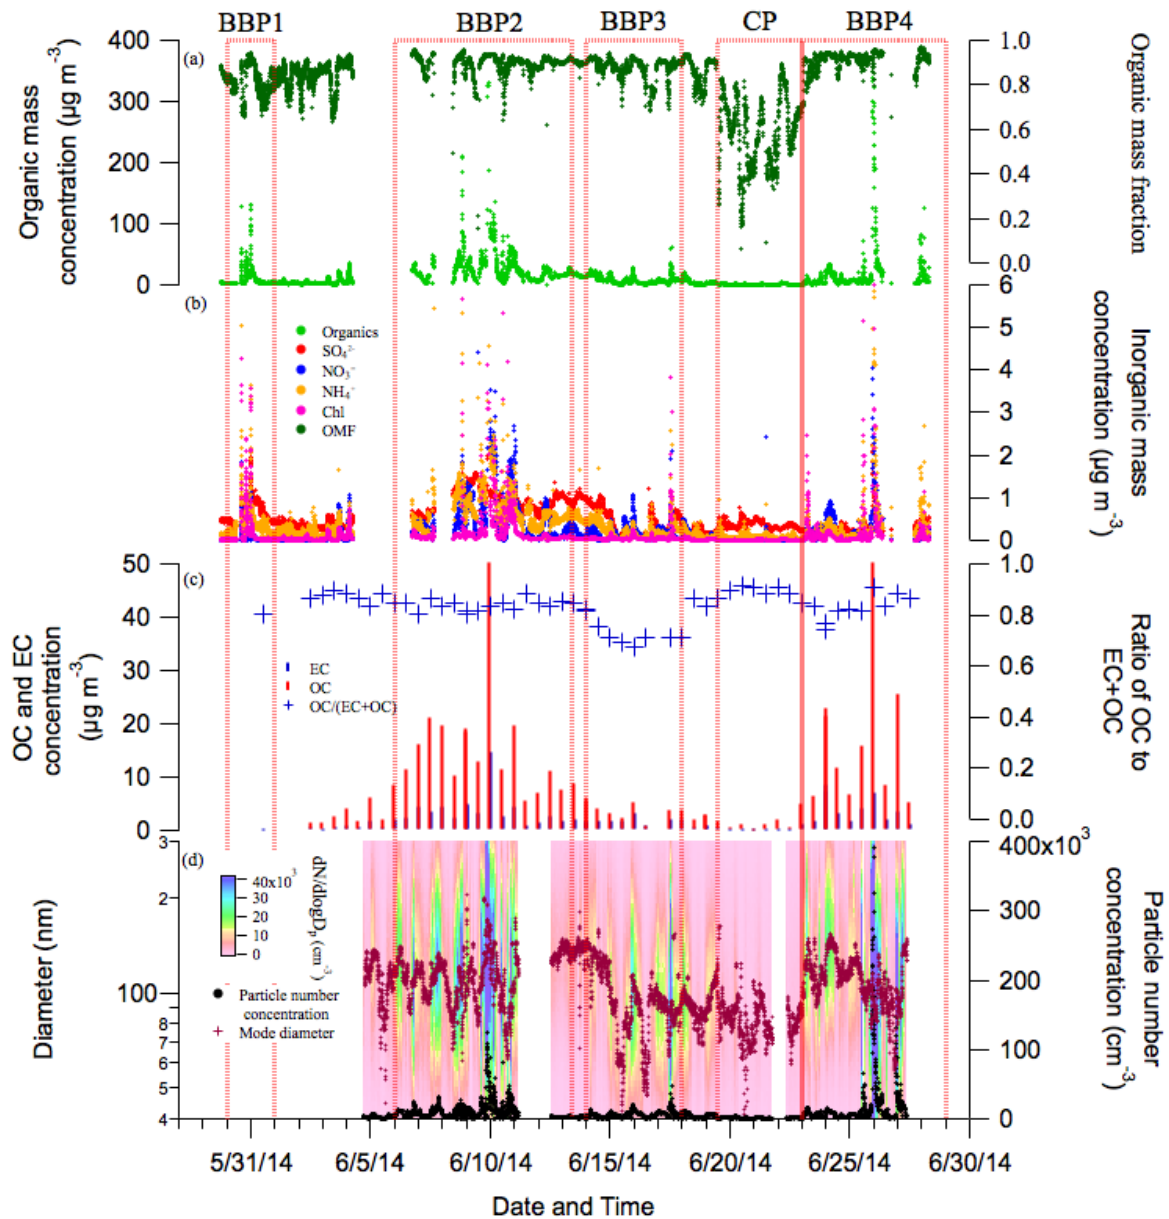 BBP1 BBP2 BBP3 CP BBP4
(a)
Organic mass
concentration (µg m⁻³)
400
300
200
100
0
1.0
0.8
0.6
0.4
0.2
0.0
Organic mass fraction
(b)
Organics
SO₄²⁻
NO₃⁻
NH₄⁺
Chl
OMF
6
5
4
3
2
1
0
Inorganic mass
concentration (µg m⁻³)
(c)
OC and EC
concentration
(µg m⁻³)
50
40
30
20
10
0
EC
OC
OC/(EC+OC)
1.0
0.8
0.6
0.4
0.2
0.0
Ratio of OC to
EC+OC
(d)
Diameter (nm)
3
2
100
8
7
6
5
4
40x10³
30
20
10
0
dN/dlogDₚ (cm⁻³)
Particle number
concentration
Mode diameter
400x10³
300
200
100
0
Particle number
concentration (cm⁻³)
5/31/14 6/5/14 6/10/14 6/15/14 6/20/14 6/25/14 6/30/14
Date and Time